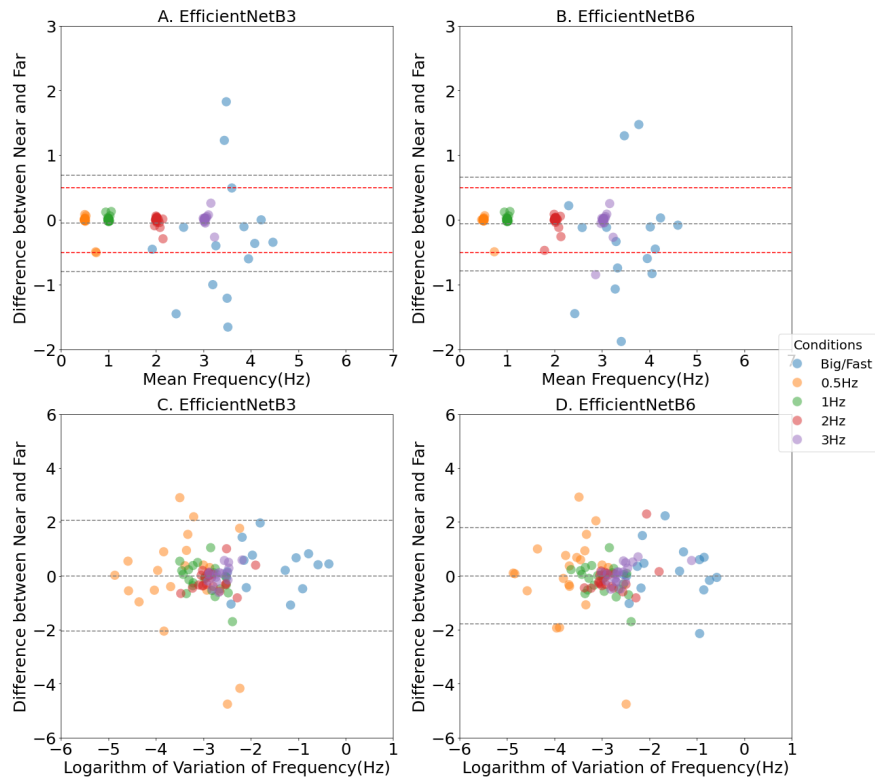 A. EfficientNetB3
B. EfficientNetB6
Difference between Near and Far
3
2
1
0
−1
−2
0 1 2 3 4 5 6 7
Mean Frequency(Hz)
Difference between Near and Far
3
2
1
0
−1
−2
0 1 2 3 4 5 6 7
Mean Frequency(Hz)
Conditions
Big/Fast
0.5Hz
1Hz
2Hz
3Hz
C. EfficientNetB3
D. EfficientNetB6
Difference between Near and Far
6
4
2
0
−2
−4
−6
−6 −5 −4 −3 −2 −1 0 1
Logarithm of Variation of Frequency(Hz)
Difference between Near and Far
6
4
2
0
−2
−4
−6
−6 −5 −4 −3 −2 −1 0 1
Logarithm of Variation of Frequency(Hz)